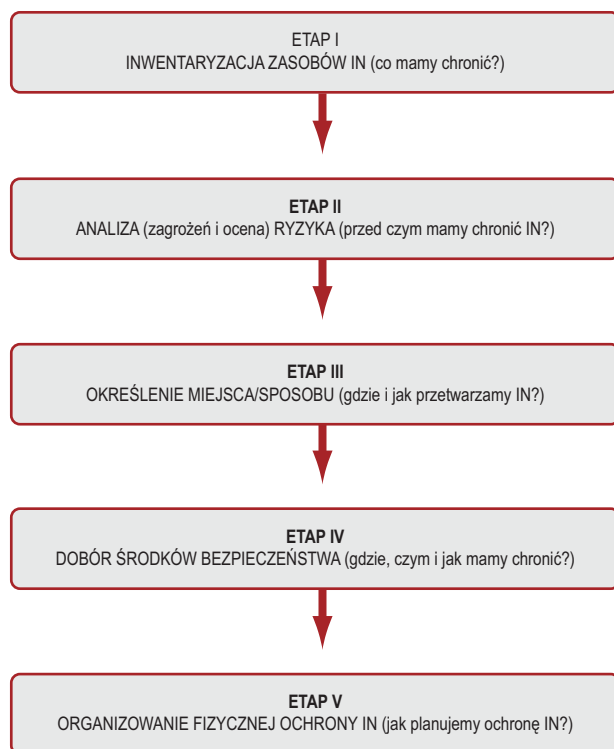 ETAP I
INWENTARYZACJA ZASOBÓW IN (co mamy chronić?)
ETAP II
ANALIZA (zagrożeń i ocena) RYZYKA (przed czym mamy chronić IN?)
ETAP III
OKREŚLENIE MIEJSCA/SPOSOBU (gdzie i jak przetwarzamy IN?)
ETAP IV
DOBÓR ŚRODKÓW BEZPIECZEŃSTWA (gdzie, czym i jak mamy chronić?)
ETAP V
ORGANIZOWANIE FIZYCZNEJ OCHRONY IN (jak planujemy ochronę IN?)